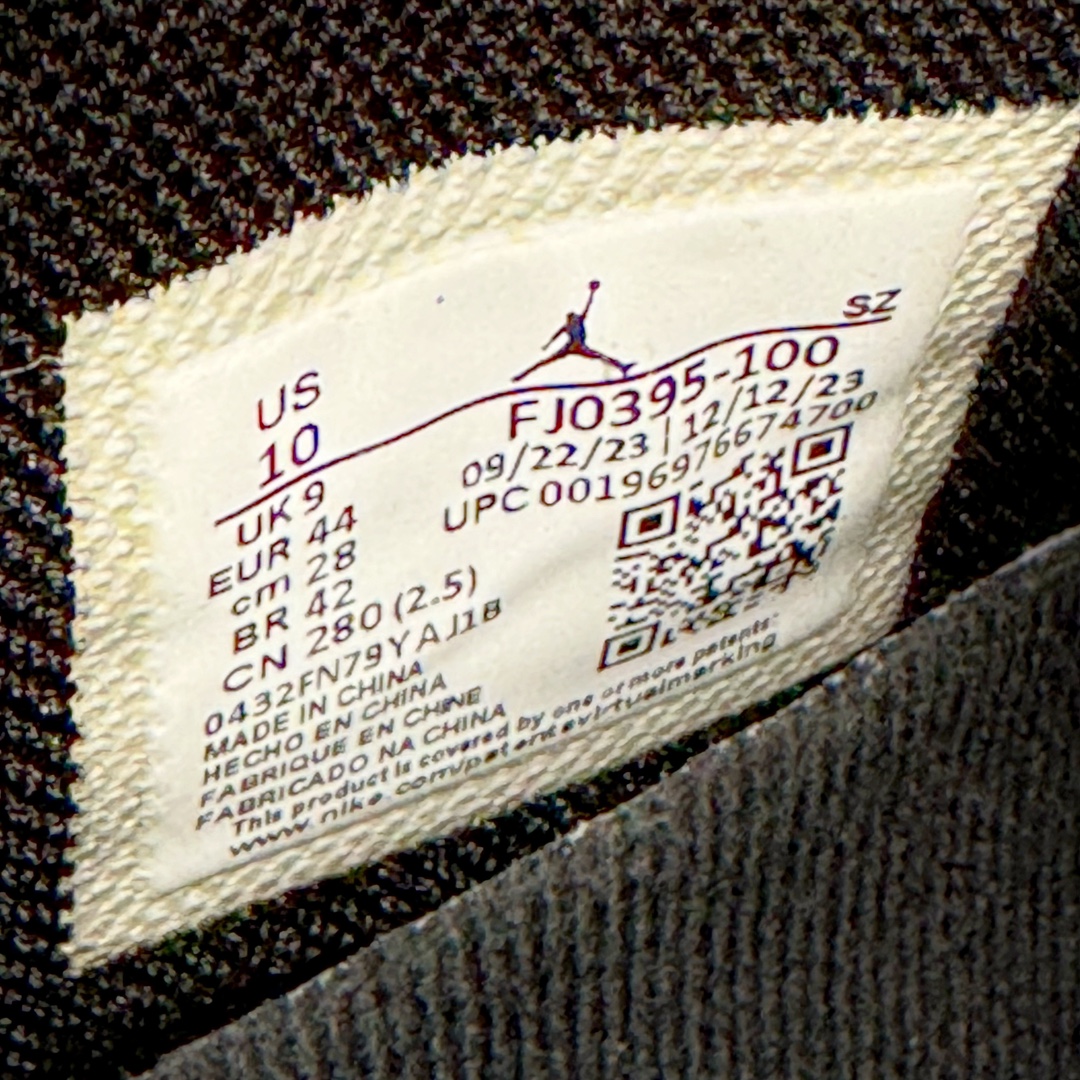 US
10
SZ
FJ0395-100
09/22/23 | 12/12/23
UPC 00196976674700
UK 9
EUR 44
cm 28
BR 42
CN 280 (2.5)
0432FN79YAJ1B
MADE IN CHINA
HECHO EN CHINA
FABRIQUE EN CHINE
FABRICADO NA CHINA
This product is covered by one or more patents:
www.nike.com/patentsvirtualmarking